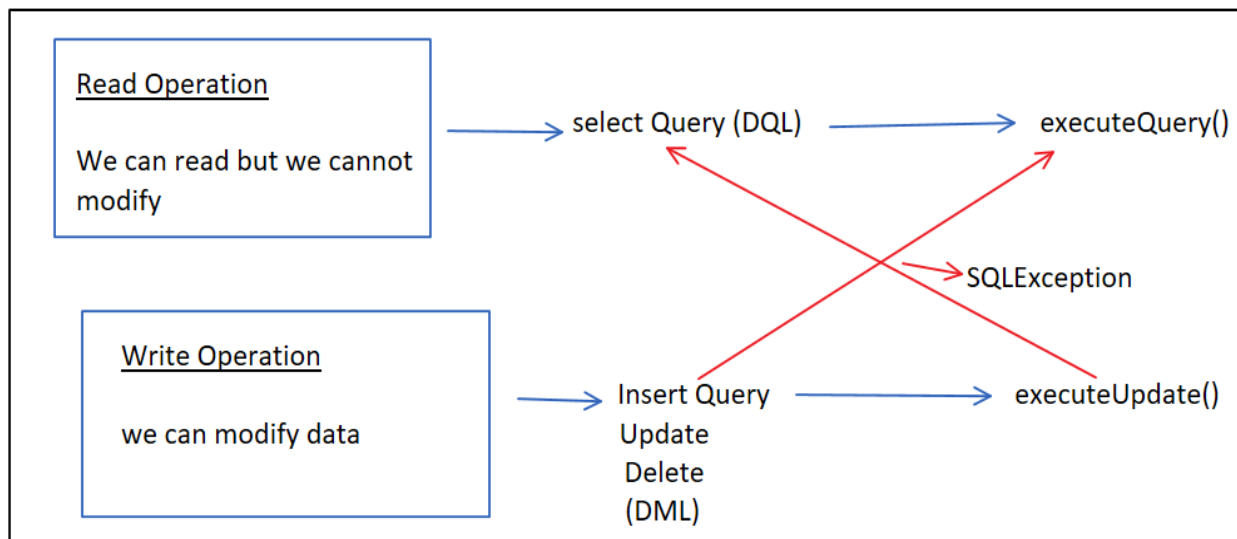 Read Operation
We can read but we cannot
modify
select Query (DQL)
executeQuery()
SQLException
Write Operation
we can modify data
Insert Query
Update
Delete
(DML)
executeUpdate()